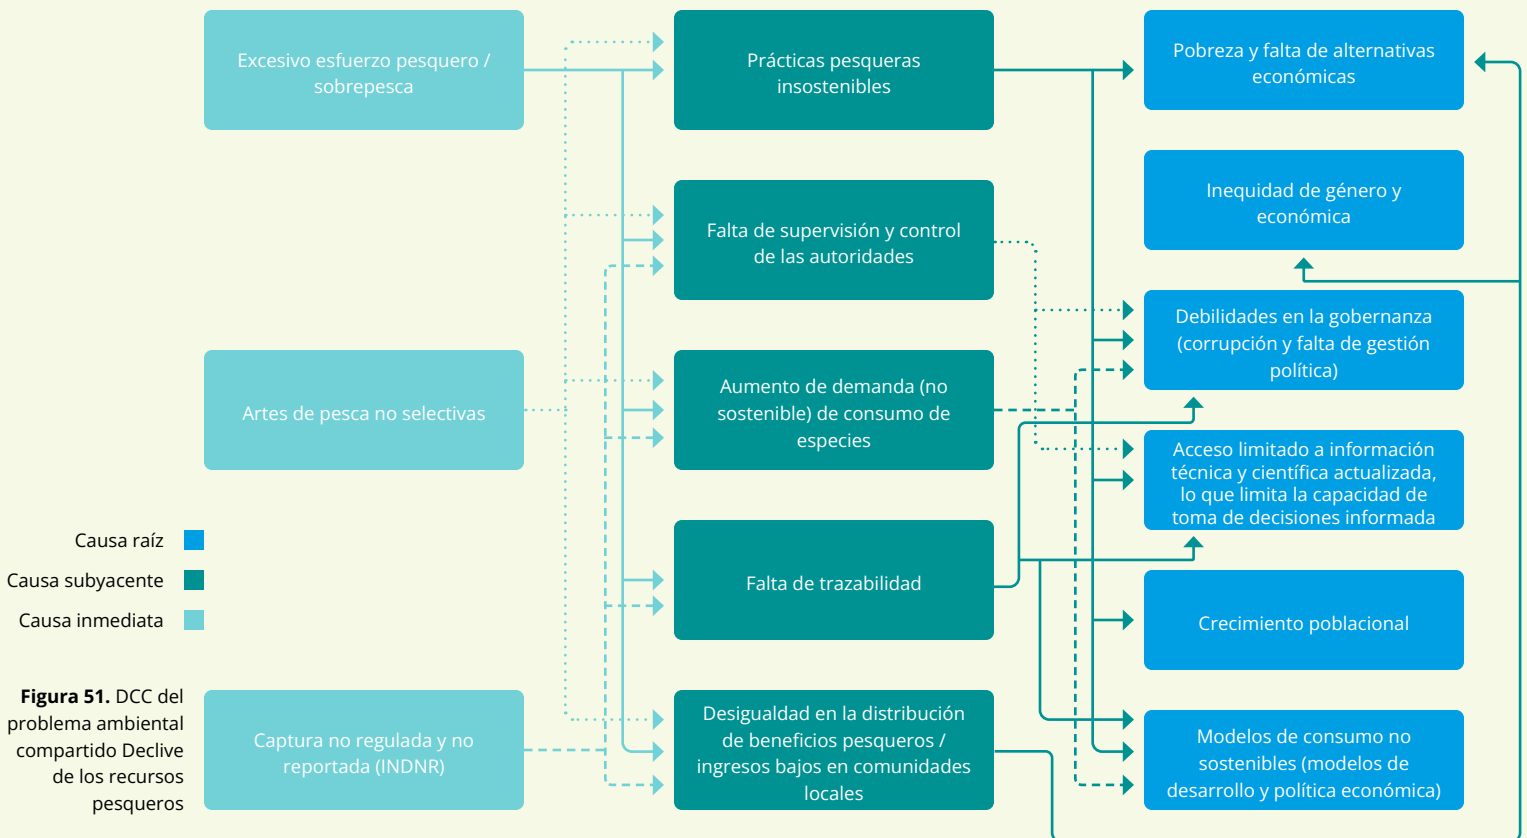 Excesivo esfuerzo pesquero /
sobrepesca
Artes de pesca no selectivas
Captura no regulada y no
reportada (INDNR)
Prácticas pesqueras
insostenibles
Falta de supervisión y control
de las autoridades
Aumento de demanda (no
sostenible) de consumo de
especies
Falta de trazabilidad
Desigualdad en la distribución
de beneficios pesqueros /
ingresos bajos en comunidades
locales
Pobreza y falta de alternativas
económicas
Inequidad de género y
económica
Debilidades en la gobernanza
(corrupción y falta de gestión
política)
Acceso limitado a información
técnica y científica actualizada,
lo que limita la capacidad de
toma de decisiones informada
Crecimiento poblacional
Modelos de consumo no
sostenibles (modelos de
desarrollo y política económica)
Causa raíz
Causa subyacente
Causa inmediata
Figura 51. DCC del
problema ambiental
compartido Declive
de los recursos
pesqueros